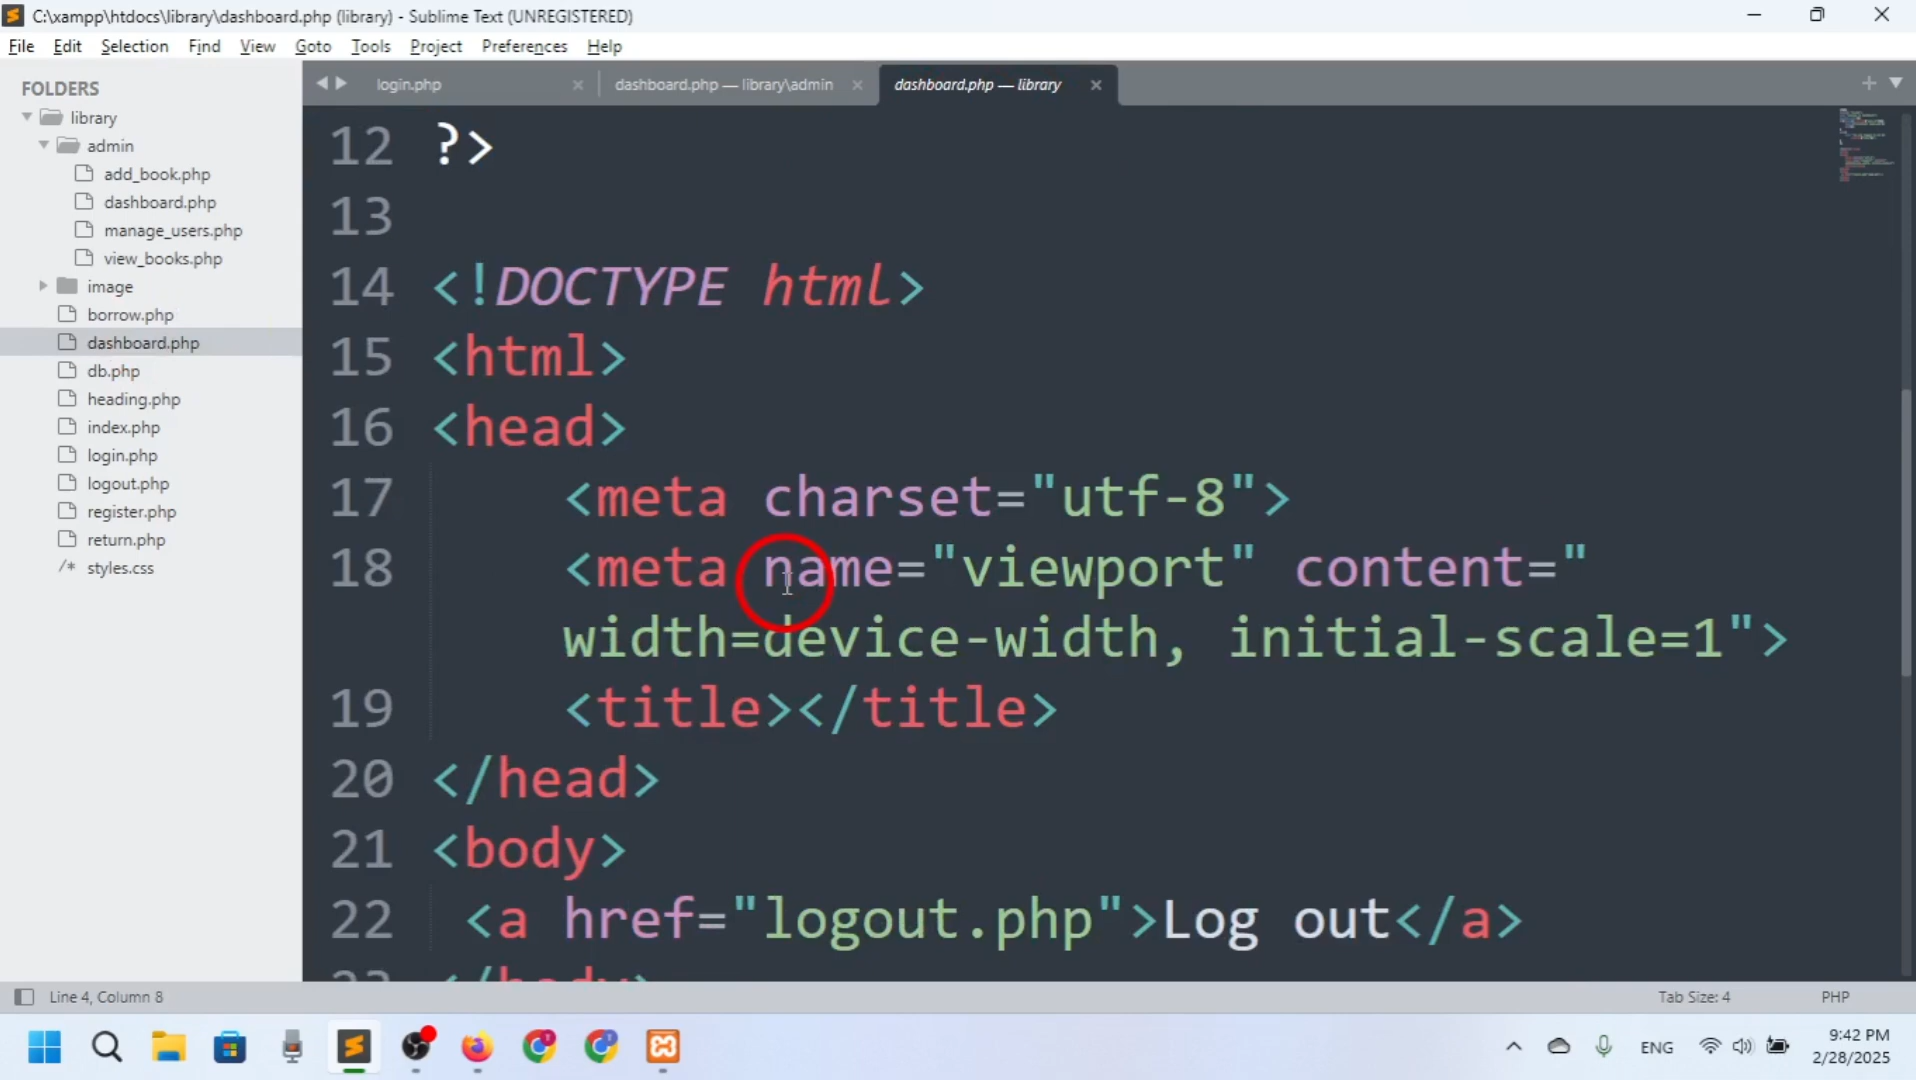 C:\xampp\htdocs\library\dashboard.php (library) - Sublime Text (UNREGISTERED)
File Edit Selection Find View Goto Tools Project Preferences Help
FOLDERS
library
admin
add_book.php
dashboard.php
manage_users.php
view_books.php
image
borrow.php
dashboard.php
db.php
heading.php
index.php
login.php
logout.php
register.php
return.php
/* styles.css
login.php dashboard.php — library\admin dashboard.php — library
12 ?>
13
14 <!DOCTYPE html>
15 <html>
16 <head>
17 <meta charset="utf-8">
18 <meta name="viewport" content="
width=device-width, initial-scale=1">
19 <title></title>
20 </head>
21 <body>
22 <a href="logout.php">Log out</a>
23 </body>
Line 4, Column 8 Tab Size: 4 PHP
ENG
9:42 PM
2/28/2025